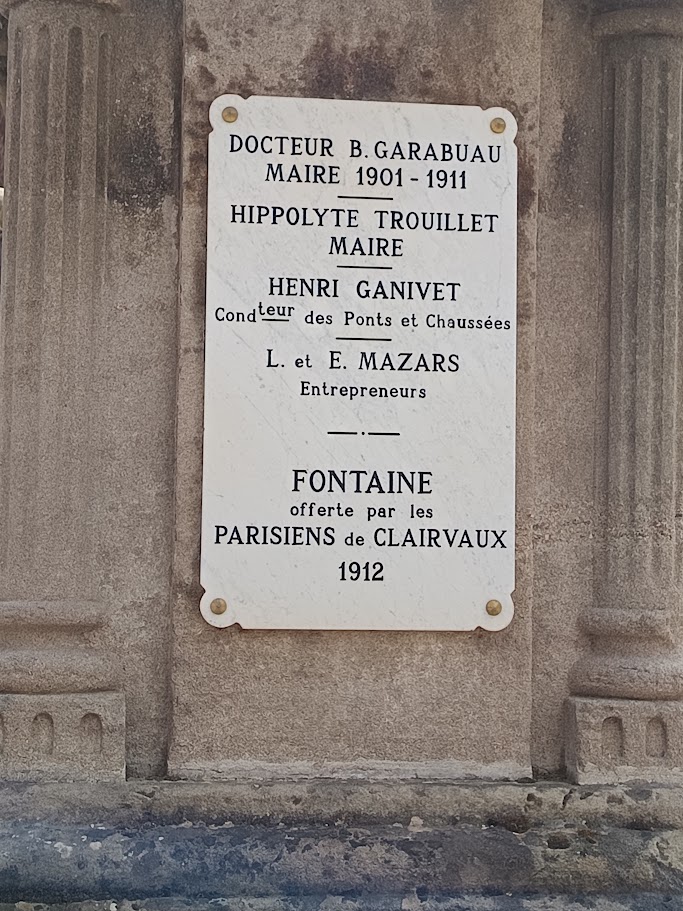 DOCTEUR B. GARABUAU
MAIRE 1901 - 1911
HIPPOLYTE TROUILLET
MAIRE
HENRI GANIVET
Condteur des Ponts et Chaussées
L. et E. MAZARS
Entrepreneurs
FONTAINE
offerte par les
PARISIENS de CLAIRVAUX
1912